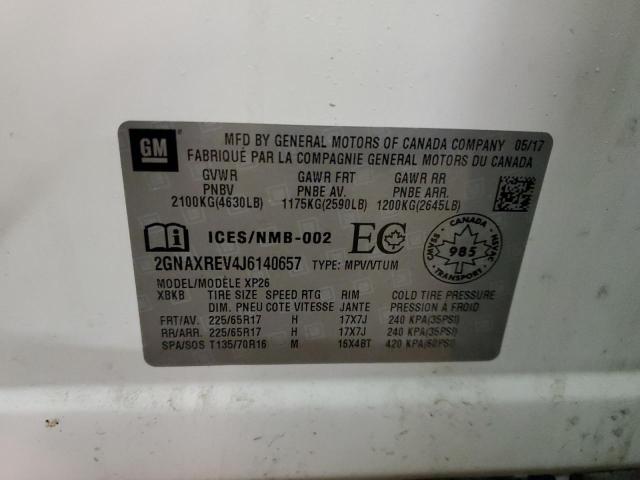 GM
MFD BY GENERAL MOTORS OF CANADA COMPANY 05/17
FABRIQUÉ PAR LA COMPAGNIE GENERAL MOTORS DU CANADA
GVWR GAWR FRT GAWR RR
PNBV PNBE AV. PNBE ARR.
2100KG(4630LB) 1175KG(2590LB) 1200KG(2645LB)
ICES/NMB-002 EC
CANADA
CMVSS NSVAC
985
TRANSPORT
2GNAXREV4J6140657 TYPE: MPV/VTUM
MODEL/MODÈLE XP26
XBKB TIRE SIZE SPEED RTG RIM COLD TIRE PRESSURE
DIM. PNEU COTE VITESSE JANTE PRESSION À FROID
FRT/AV. 225/65R17 H 17X7J 240 KPA(35PSI)
RR/ARR. 225/65R17 H 17X7J 240 KPA(35PSI)
SPA/SOS T135/70R16 M 16X4BT 420 KPA(60PSI)